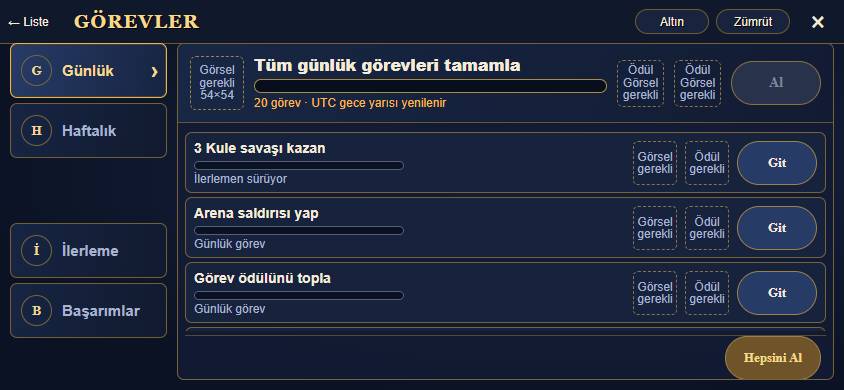 ← Liste
GÖREVLER
Altın
Zümrüt
×
G
Günlük
›
H
Haftalık
İ
İlerleme
B
Başarımlar
Görsel
gerekli
54×54
Tüm günlük görevleri tamamla
20 görev · UTC gece yarısı yenilenir
Ödül
Görsel
gerekli
Ödül
Görsel
gerekli
Al
3 Kule savaşı kazan
İlerlemen sürüyor
Görsel
gerekli
Ödül
gerekli
Git
Arena saldırısı yap
Günlük görev
Görsel
gerekli
Ödül
gerekli
Git
Görev ödülünü topla
Günlük görev
Görsel
gerekli
Ödül
gerekli
Git
Hepsini Al